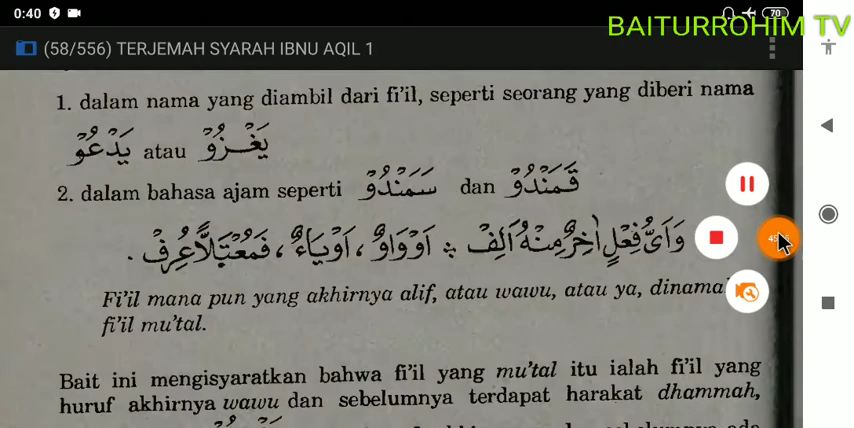 0:40
70
BAITURROHIM TV
(58/556) TERJEMAH SYARAH IBNU AQIL 1
1. dalam nama yang diambil dari fi'il, seperti seorang yang diberi nama
يَغْزُوْ atau يَدْعُوْ
2. dalam bahasa ajam seperti سَمَنْدُوْ dan قَمَنْدُوْ
وَاَيُّ فِعْلٍ اٰخِرٌ مِنْهُ اَلِفْ ❖ اَوْ وَاوٌ، اَوْ يَاءٌ، فَمُعْتَلًّا عُرِفْ .
Fi'il mana pun yang akhirnya alif, atau wawu, atau ya, dinama
fi'il mu'tal.
Bait ini mengisyaratkan bahwa fi'il yang mu'tal itu ialah fi'il yang
huruf akhirnya wawu dan sebelumnya terdapat harakat dhammah,